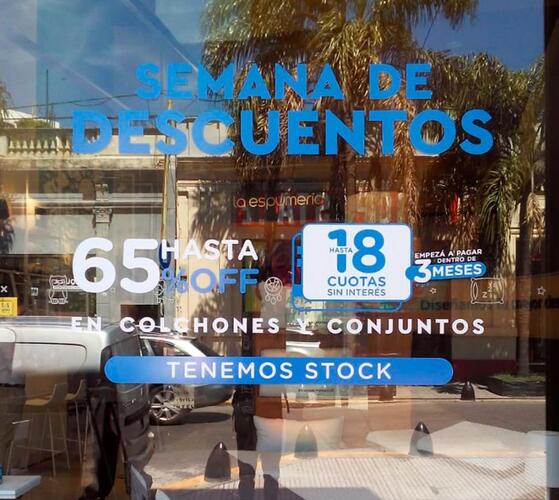 SEMANA DE
DESCUENTOS
la espumería
HASTA
65%OFF
HASTA
18
CUOTAS
SIN INTERÉS
EMPEZÁ A PAGAR
DENTRO DE
3 MESES
EN COLCHONES Y CONJUNTOS
TENEMOS STOCK